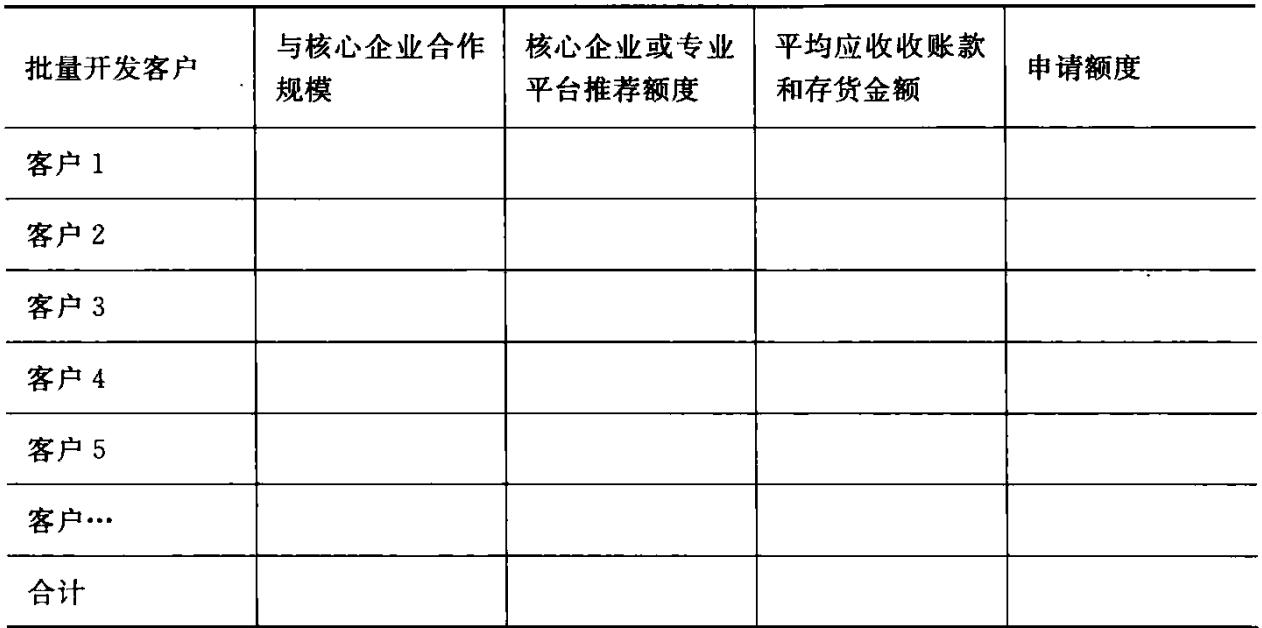 批量开发客户
与核心企业合作
规模
核心企业或专业
平台推荐额度
平均应收收账款
和存货金额
申请额度
客户 1
客户 2
客户 3
客户 4
客户 5
客户…
合计